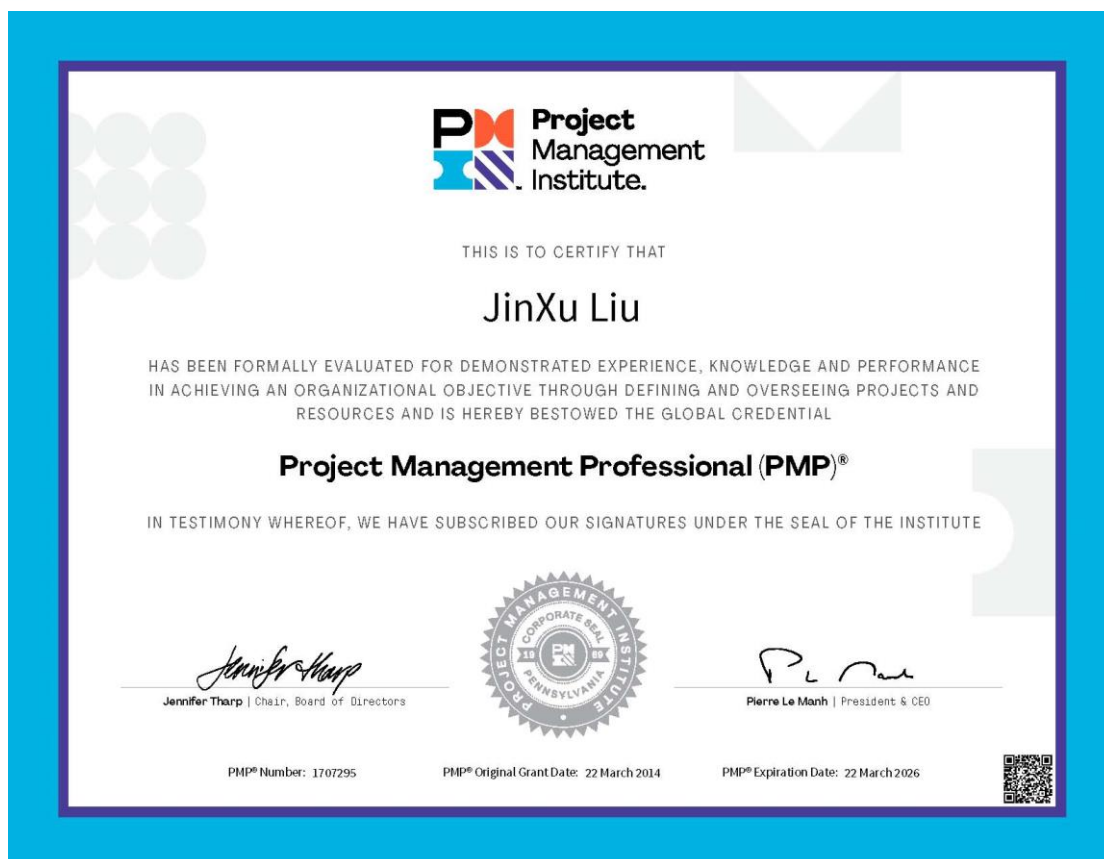 PM
Project
Management
Institute.
THIS IS TO CERTIFY THAT
JinXu Liu
HAS BEEN FORMALLY EVALUATED FOR DEMONSTRATED EXPERIENCE, KNOWLEDGE AND PERFORMANCE
IN ACHIEVING AN ORGANIZATIONAL OBJECTIVE THROUGH DEFINING AND OVERSEEING PROJECTS AND
RESOURCES AND IS HEREBY BESTOWED THE GLOBAL CREDENTIAL
Project Management Professional (PMP)®
IN TESTIMONY WHEREOF, WE HAVE SUBSCRIBED OUR SIGNATURES UNDER THE SEAL OF THE INSTITUTE
PROJECT MANAGEMENT INSTITUTE
CORPORATE SEAL
19 69
PENNSYLVANIA
Jennifer Tharp
Jennifer Tharp | Chair, Board of Directors
Pierre Le Manh | President & CEO
PMP® Number: 1707295
PMP® Original Grant Date: 22 March 2014
PMP® Expiration Date: 22 March 2026